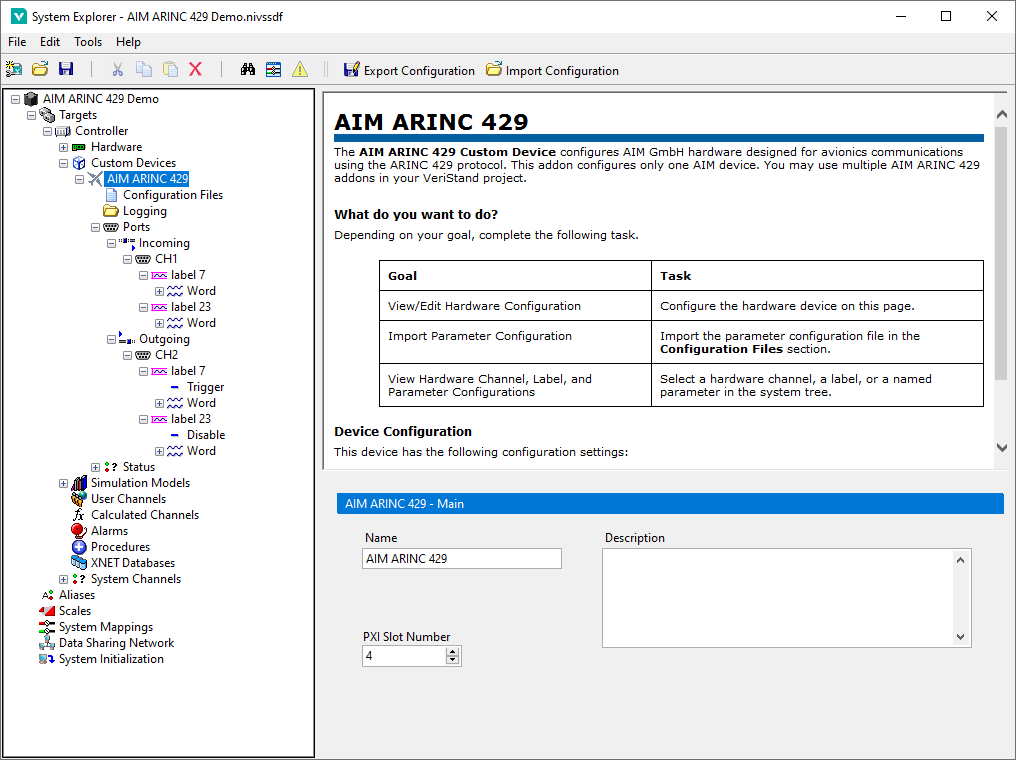 System Explorer - AIM ARINC 429 Demo.nivssdf
File Edit Tools Help
Export Configuration Import Configuration
AIM ARINC 429 Demo
Targets
Controller
Hardware
Custom Devices
AIM ARINC 429
Configuration Files
Logging
Ports
Incoming
CH1
label 7
Word
label 23
Word
Outgoing
CH2
label 7
Trigger
Word
label 23
Disable
Word
Status
Simulation Models
User Channels
Calculated Channels
Alarms
Procedures
XNET Databases
System Channels
Aliases
Scales
System Mappings
Data Sharing Network
System Initialization
AIM ARINC 429
The AIM ARINC 429 Custom Device configures AIM GmbH hardware designed for avionics communications
using the ARINC 429 protocol. This addon configures only one AIM device. You may use multiple AIM ARINC 429
addons in your VeriStand project.
What do you want to do?
Depending on your goal, complete the following task.
Goal Task
View/Edit Hardware Configuration Configure the hardware device on this page.
Import Parameter Configuration Import the parameter configuration file in the
Configuration Files section.
View Hardware Channel, Label, and Select a hardware channel, a label, or a named
Parameter Configurations parameter in the system tree.
Device Configuration
This device has the following configuration settings:
AIM ARINC 429 - Main
Name Description
AIM ARINC 429
PXI Slot Number
4